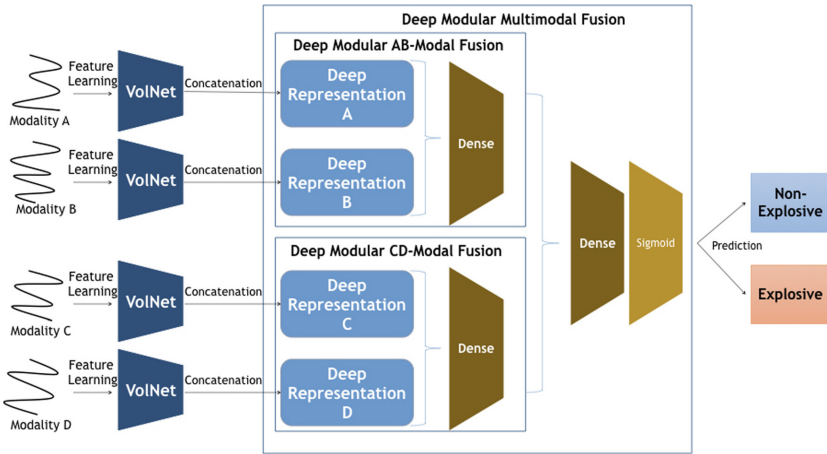 Deep Modular Multimodal Fusion
Deep Modular AB-Modal Fusion
Feature
Learning
Modality A
VolNet
Concatenation
Deep
Representation
A
Feature
Learning
Modality B
VolNet
Concatenation
Deep
Representation
B
Dense
Deep Modular CD-Modal Fusion
Feature
Learning
Modality C
VolNet
Concatenation
Deep
Representation
C
Feature
Learning
Modality D
VolNet
Concatenation
Deep
Representation
D
Dense
Dense
Sigmoid
Prediction
Non-
Explosive
Explosive